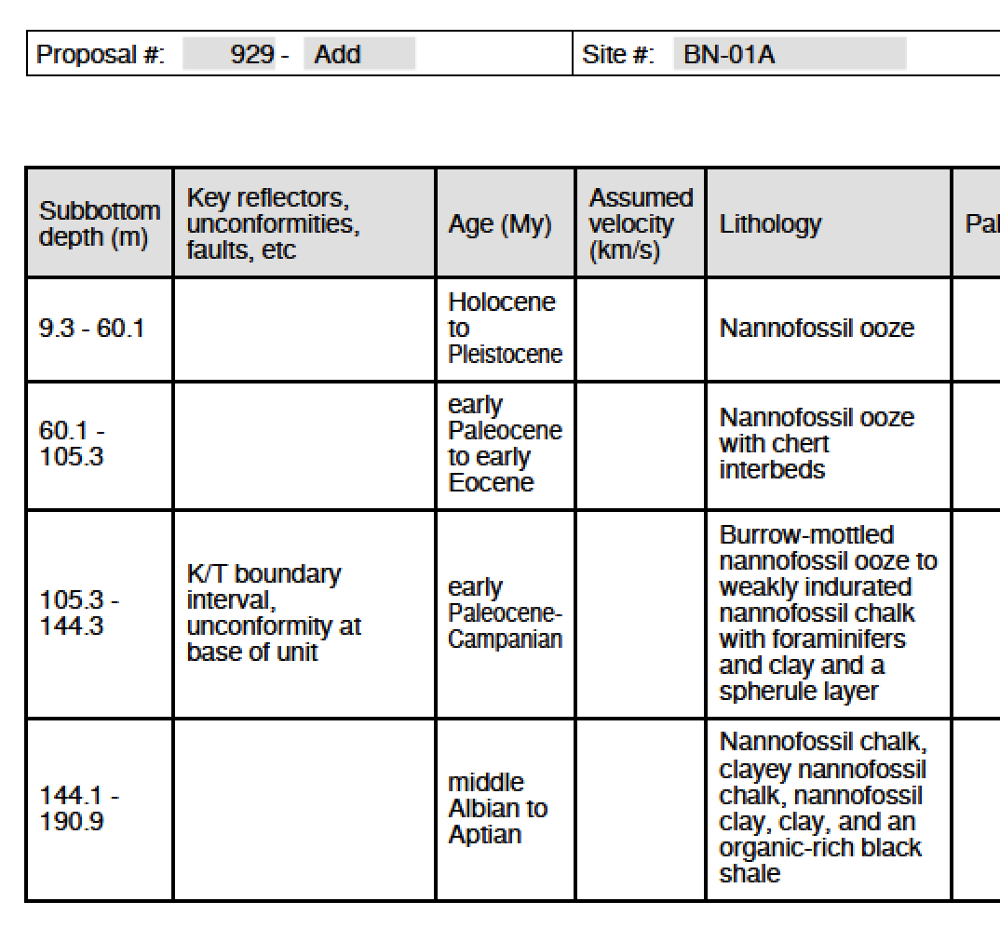 Proposal #: 929 - Add Site #: BN-01A
Subbottom
depth (m)
Key reflectors,
unconformities,
faults, etc
Age (My)
Assumed
velocity
(km/s)
Lithology
Pal
9.3 - 60.1
Holocene
to
Pleistocene
Nannofossil ooze
60.1 -
105.3
early
Paleocene
to early
Eocene
Nannofossil ooze
with chert
interbeds
105.3 -
144.3
K/T boundary
interval,
unconformity at
base of unit
early
Paleocene-
Campanian
Burrow-mottled
nannofossil ooze to
weakly indurated
nannofossil chalk
with foraminifers
and clay and a
spherule layer
144.1 -
190.9
middle
Albian to
Aptian
Nannofossil chalk,
clayey nannofossil
chalk, nannofossil
clay, clay, and an
organic-rich black
shale